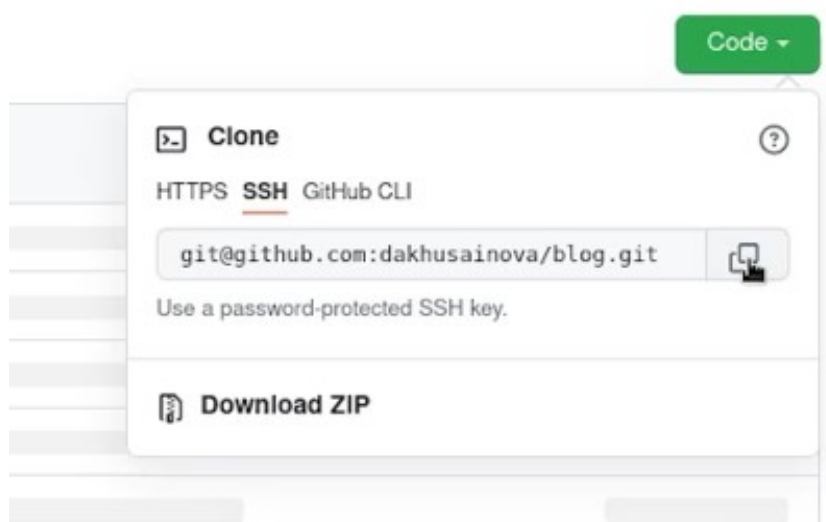 Code
Clone
HTTPS SSH GitHub CLI
git@github.com:dakhusainova/blog.git
Use a password-protected SSH key.
Download ZIP